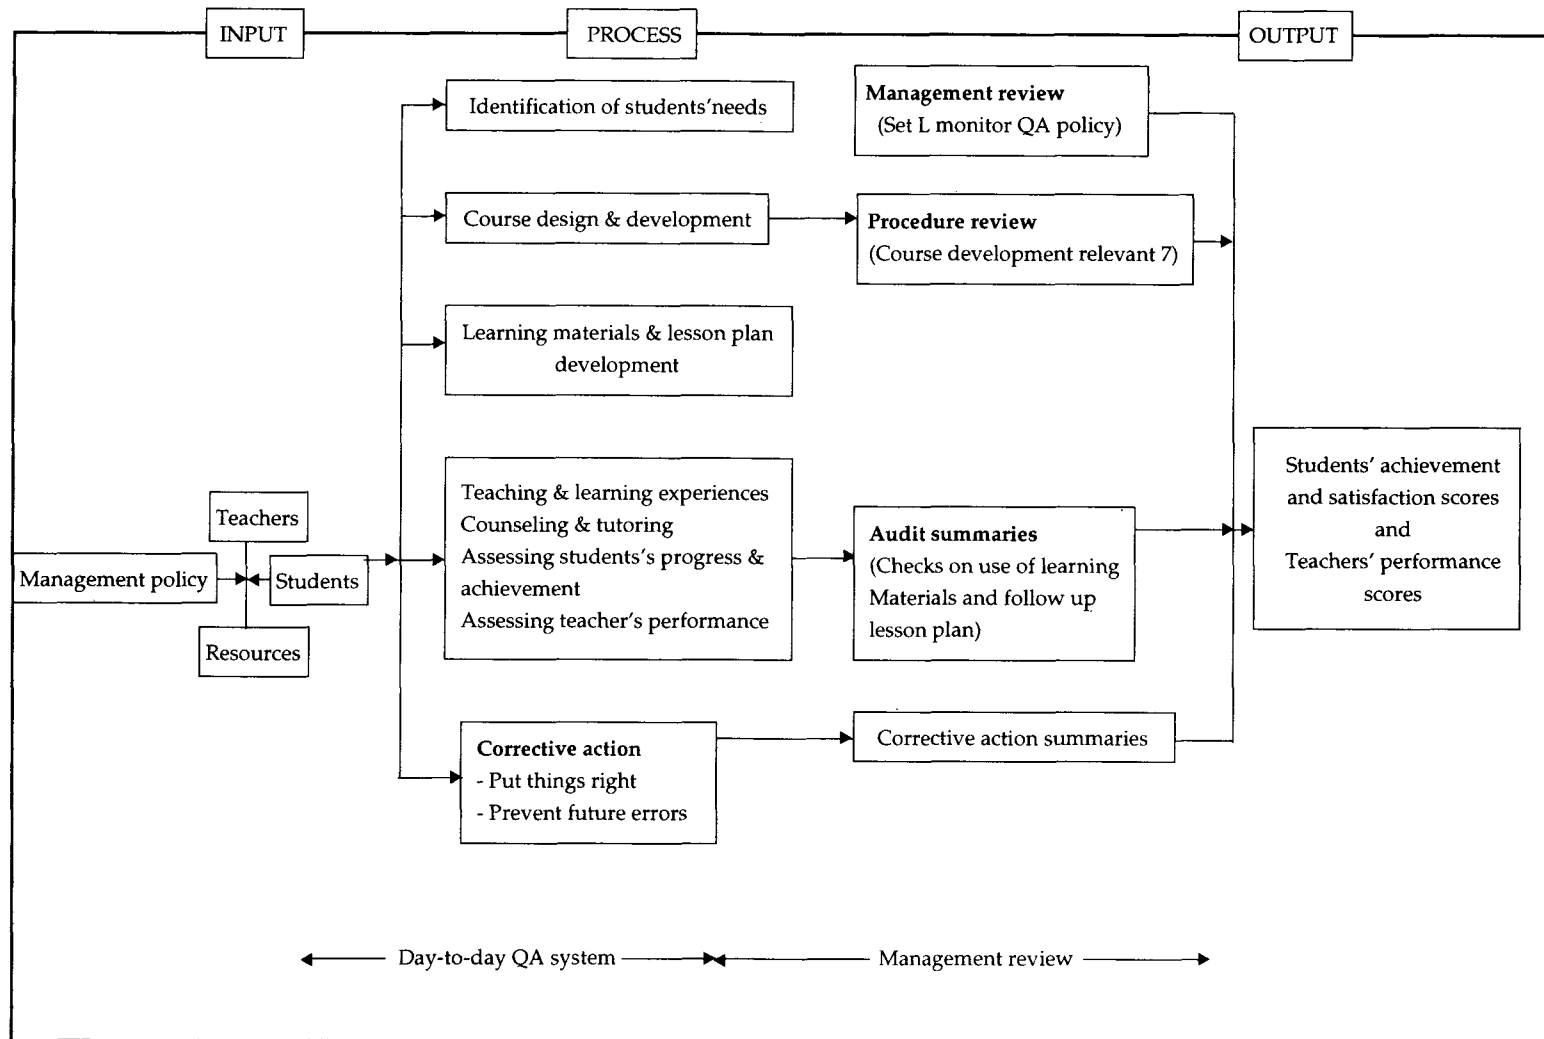 INPUT
PROCESS
OUTPUT
Identification of students'needs
Management review
(Set L monitor QA policy)
Course design & development
Procedure review
(Course development relevant 7)
Learning materials & lesson plan
development
Teaching & learning experiences
Counseling & tutoring
Assessing students's progress &
achievement
Assessing teacher's performance
Audit summaries
(Checks on use of learning
Materials and follow up
lesson plan)
Students' achievement
and satisfaction scores
and
Teachers' performance
scores
Teachers
Management policy
Students
Resources
Corrective action
- Put things right
- Prevent future errors
Corrective action summaries
Day-to-day QA system
Management review